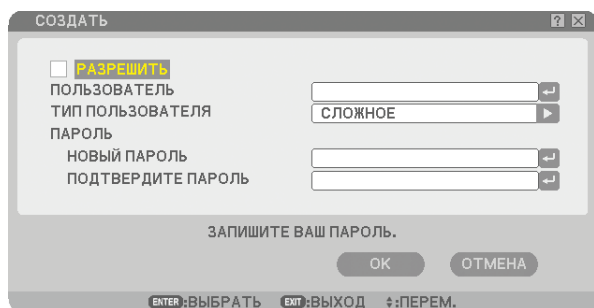 СОЗДАТЬ
РАЗРЕШИТЬ
ПОЛЬЗОВАТЕЛЬ
ТИП ПОЛЬЗОВАТЕЛЯ СЛОЖНОЕ
ПАРОЛЬ
НОВЫЙ ПАРОЛЬ
ПОДТВЕРДИТЕ ПАРОЛЬ
ЗАПИШИТЕ ВАШ ПАРОЛЬ.
OK ОТМЕНА
ENTER:ВЫБРАТЬ EXIT:ВЫХОД :ПЕРЕМ.